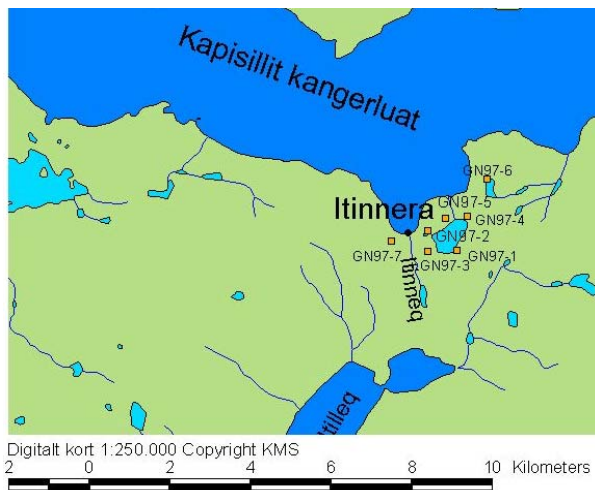 Kapisillit kangerluat
GN97-6
Itinnera
GN97-5
GN97-4
GN97-2
GN97-7
GN97-3
GN97-1
Itinneq
Itilleq
Digitalt kort 1:250.000 Copyright KMS
2 0 2 4 6 8 10 Kilometers